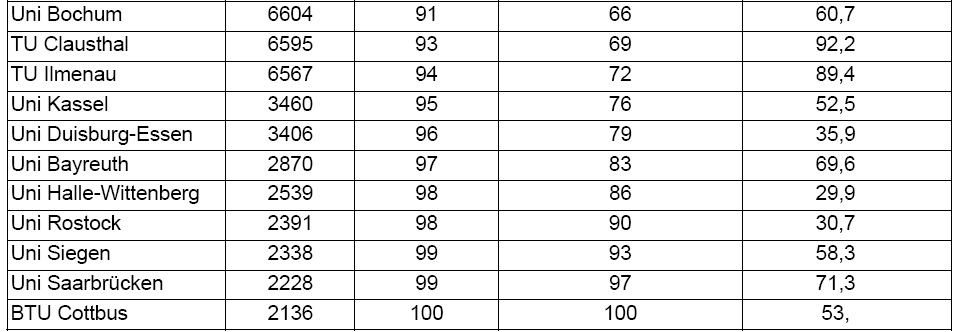 Uni Bochum 6604 91 66 60,7
TU Clausthal 6595 93 69 92,2
TU Ilmenau 6567 94 72 89,4
Uni Kassel 3460 95 76 52,5
Uni Duisburg-Essen 3406 96 79 35,9
Uni Bayreuth 2870 97 83 69,6
Uni Halle-Wittenberg 2539 98 86 29,9
Uni Rostock 2391 98 90 30,7
Uni Siegen 2338 99 93 58,3
Uni Saarbrücken 2228 99 97 71,3
BTU Cottbus 2136 100 100 53,